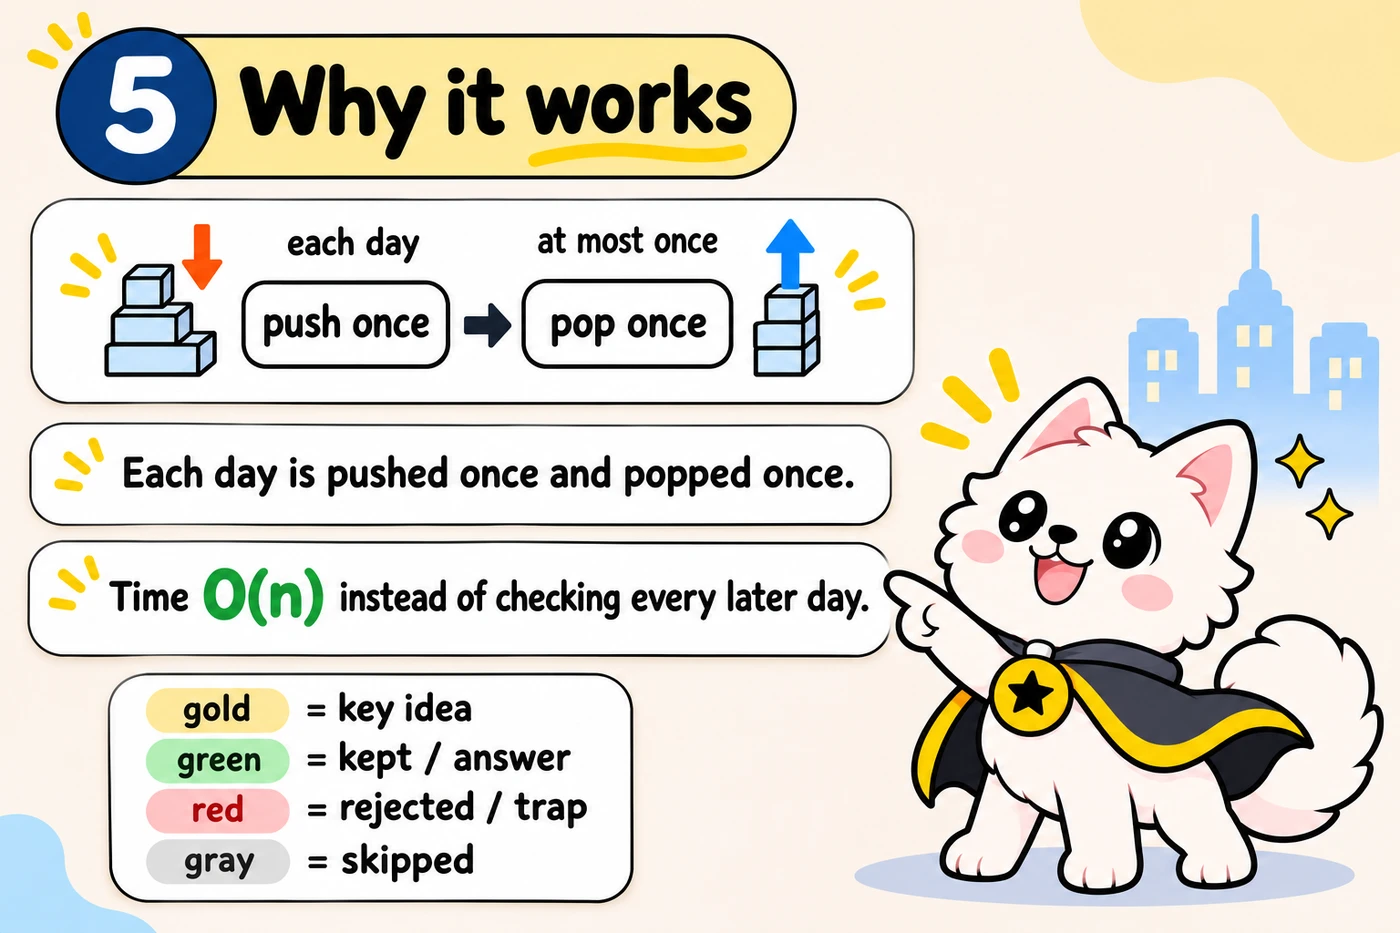 5 Why it works
each day
at most once
push once
pop once
Each day is pushed once and popped once.
Time O(n) instead of checking every later day.
gold = key idea
green = kept / answer
red = rejected / trap
gray = skipped